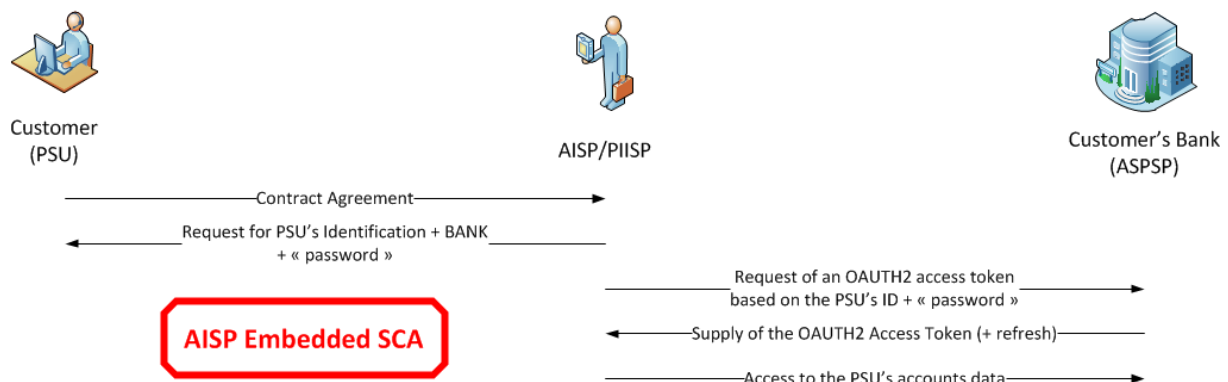 Customer
(PSU)
AISP/PIISP
Customer's Bank
(ASPSP)
Contract Agreement
Request for PSU's Identification + BANK
+ « password »
Request of an OAUTH2 access token
based on the PSU's ID + « password »
AISP Embedded SCA
Supply of the OAUTH2 Access Token (+ refresh)
Access to the PSU's accounts data